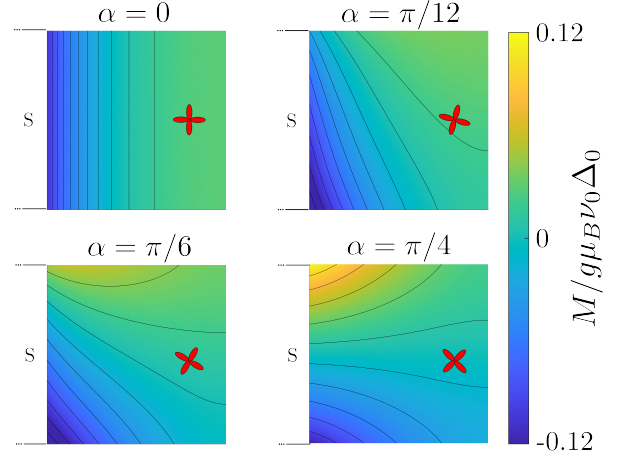 α = 0
α = π/12
S
S
0.12
0
-0.12
M/gμ_Bν_0Δ_0
α = π/6
α = π/4
S
S